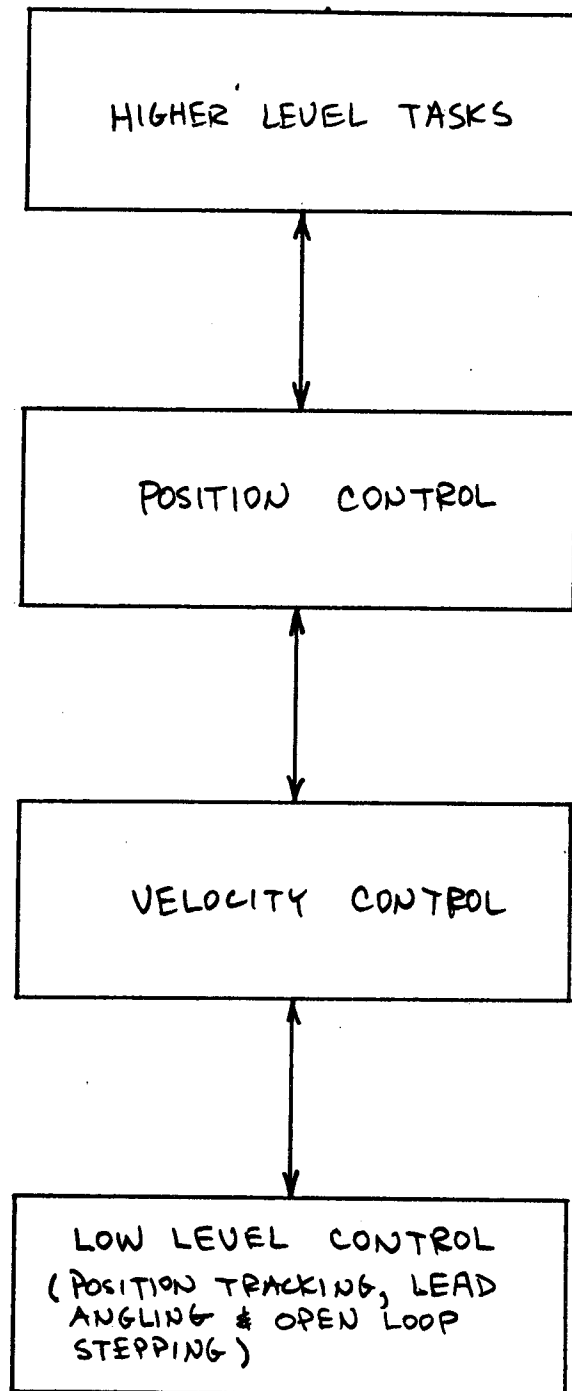 HIGHER LEVEL TASKS
POSITION CONTROL
VELOCITY CONTROL
LOW LEVEL CONTROL
(POSITION TRACKING, LEAD
ANGLING & OPEN LOOP
STEPPING)